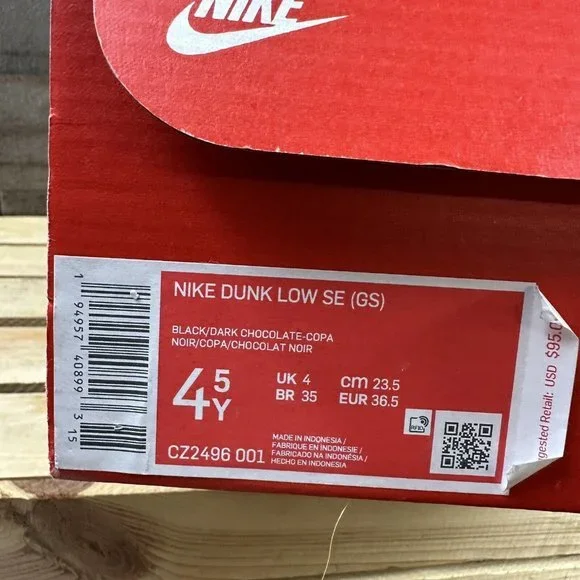 NIKE
NIKE DUNK LOW SE (GS)
BLACK/DARK CHOCOLATE-COPA
NOIR/COPA/CHOCOLAT NOIR
4 5 Y
UK 4 cm 23.5
BR 35 EUR 36.5
RFID
CZ2496 001
MADE IN INDONESIA /
FABRIQUE EN INDONÉSIE /
FABRICADO NA INDONÉSIA /
HECHO EN INDONESIA
1 94957 40899 3 15
gested Retail: USD $95.0